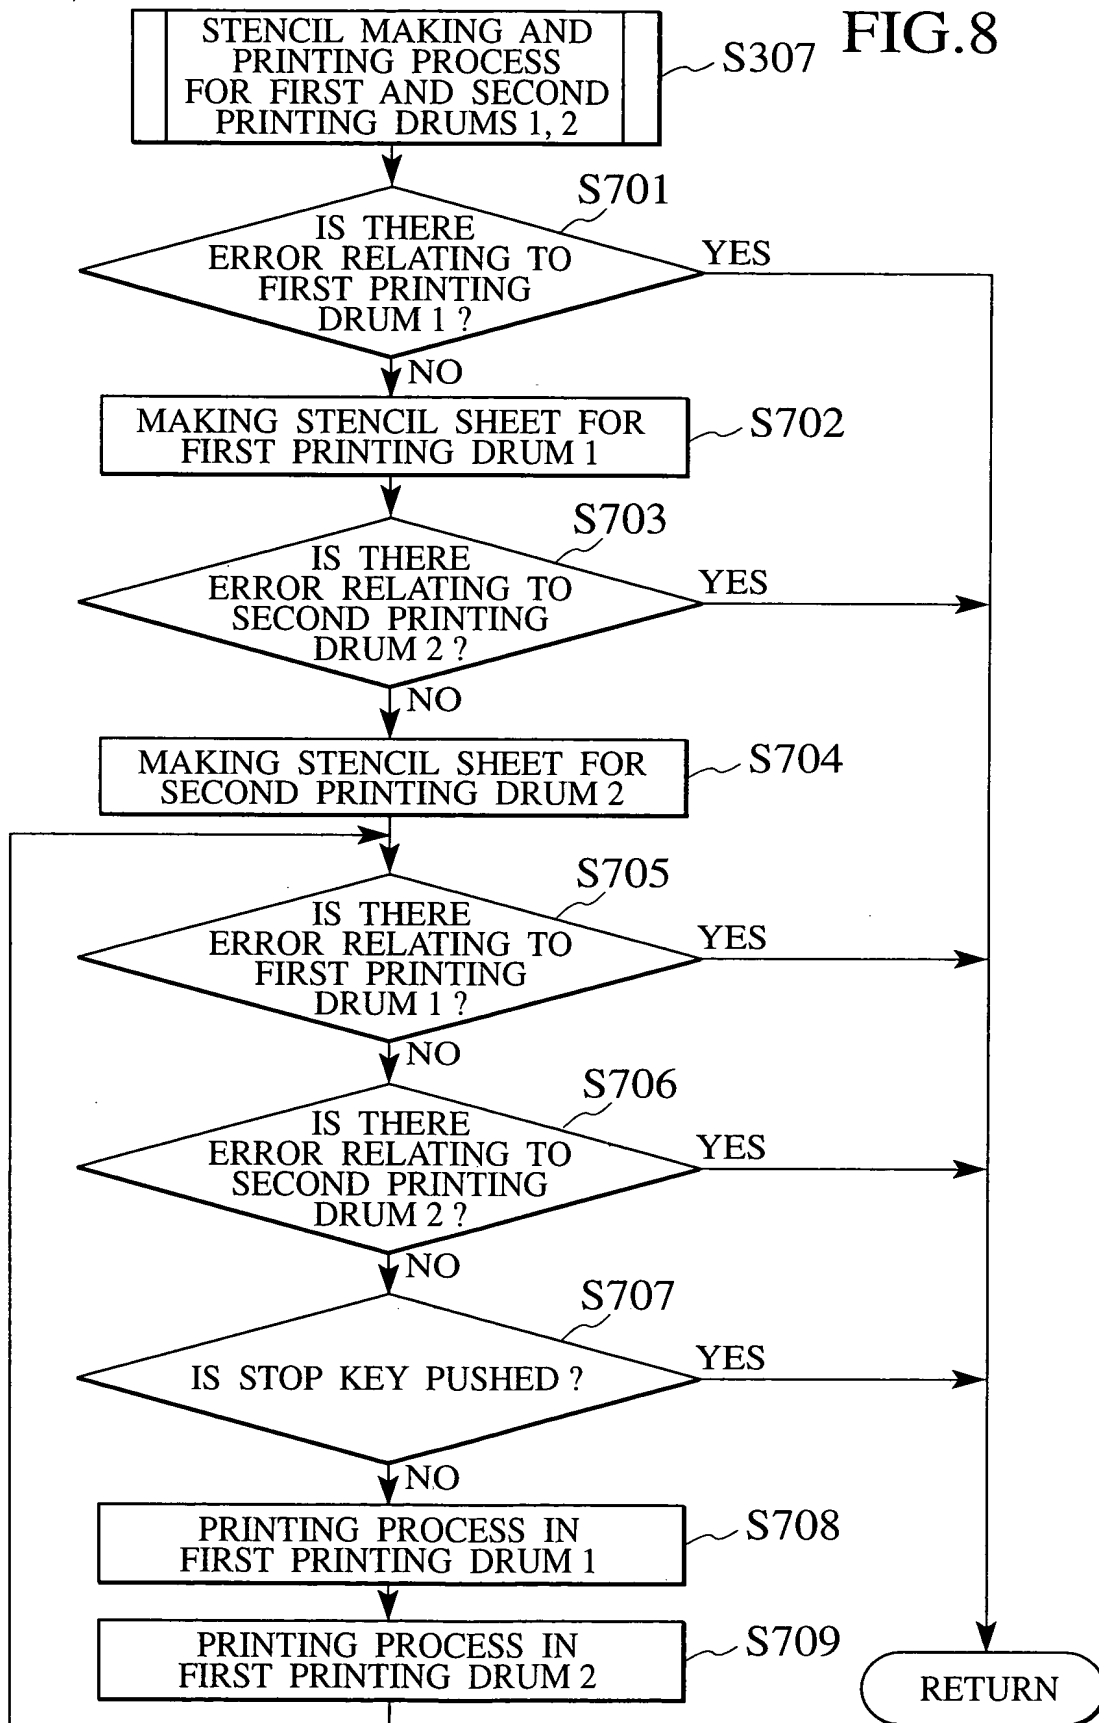 FIG.8
STENCIL MAKING AND
PRINTING PROCESS
FOR FIRST AND SECOND
PRINTING DRUMS 1, 2
S307
S701
IS THERE
ERROR RELATING TO
FIRST PRINTING
DRUM 1 ?
YES
NO
MAKING STENCIL SHEET FOR
FIRST PRINTING DRUM 1
S702
S703
IS THERE
ERROR RELATING TO
SECOND PRINTING
DRUM 2 ?
YES
NO
MAKING STENCIL SHEET FOR
SECOND PRINTING DRUM 2
S704
S705
IS THERE
ERROR RELATING TO
FIRST PRINTING
DRUM 1 ?
YES
NO
S706
IS THERE
ERROR RELATING TO
SECOND PRINTING
DRUM 2 ?
YES
NO
S707
IS STOP KEY PUSHED ?
YES
NO
PRINTING PROCESS IN
FIRST PRINTING DRUM 1
S708
PRINTING PROCESS IN
FIRST PRINTING DRUM 2
S709
RETURN